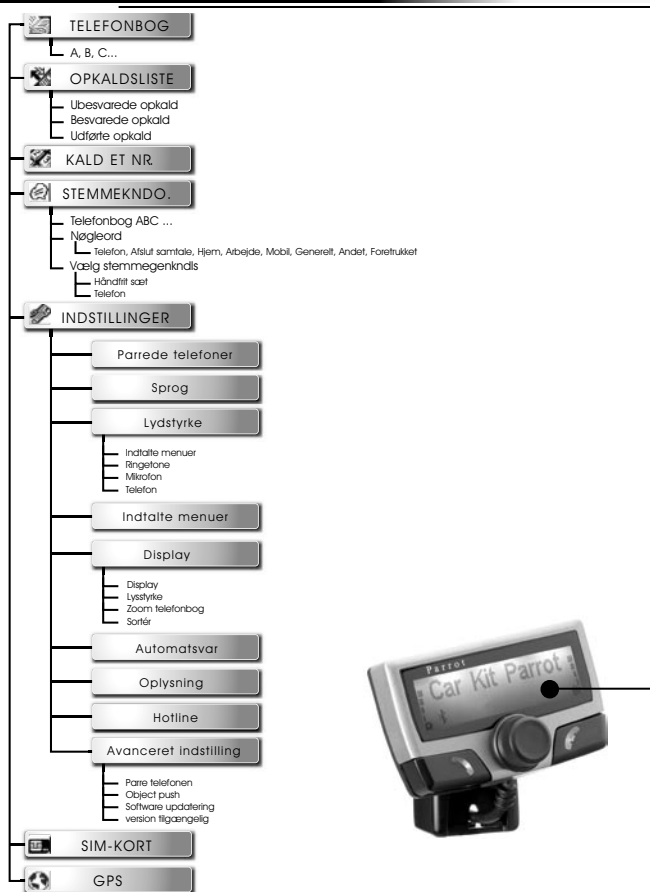 TELEFONBOG
A, B, C...
OPKALDSLISTE
Ubesvarede opkald
Besvarede opkald
Udførte opkald
KALD ET NR.
STEMMEKNDO.
Telefonbog ABC ...
Nøgleord
Telefon, Afslut samtale, Hjem, Arbejde, Mobil, Generelt, Andet, Foretrukket
Vælg stemmegenkndls
Håndfrit sæt
Telefon
INDSTILLINGER
Parrede telefoner
Sprog
Lydstyrke
Indtalte menuer
Ringetone
Mikrofon
Telefon
Indtalte menuer
Display
Display
Lysstyrke
Zoom telefonbog
Sortér
Automatsvar
Oplysning
Hotline
Avanceret indstilling
Parre telefonen
Object push
Software updatering
version tilgængelig
SIM-KORT
GPS
Parrot
Car Kit Parrot